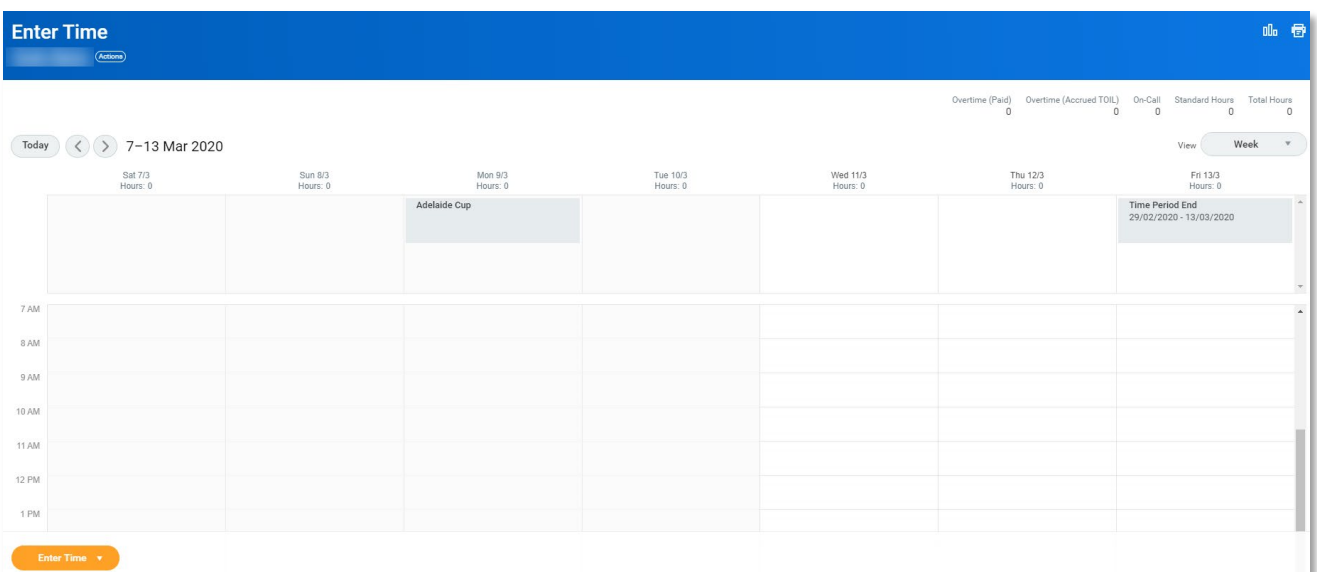 Enter Time
Actions
Overtime (Paid) Overtime (Accrued TOIL) On-Call Standard Hours Total Hours
0 0 0 0 0
Today 7–13 Mar 2020 View Week
Sat 7/3 Sun 8/3 Mon 9/3 Tue 10/3 Wed 11/3 Thu 12/3 Fri 13/3
Hours: 0 Hours: 0 Hours: 0 Hours: 0 Hours: 0 Hours: 0 Hours: 0
Adelaide Cup Time Period End
29/02/2020 - 13/03/2020
7 AM
8 AM
9 AM
10 AM
11 AM
12 PM
1 PM
Enter Time